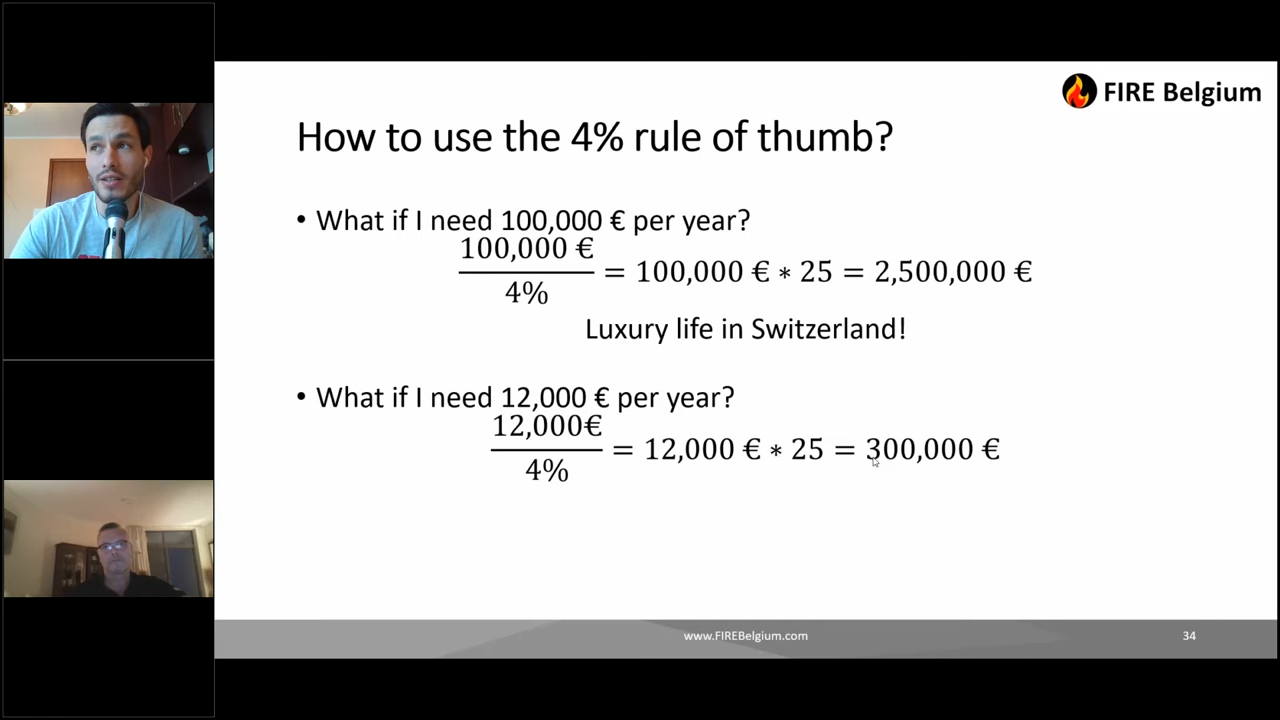 FIRE Belgium
How to use the 4% rule of thumb?
• What if I need 100,000 € per year?
100,000 €
4%
= 100,000 € ∗ 25 = 2,500,000 €
Luxury life in Switzerland!
• What if I need 12,000 € per year?
12,000€
4%
= 12,000 € ∗ 25 = 300,000 €
www.FIREBelgium.com
34